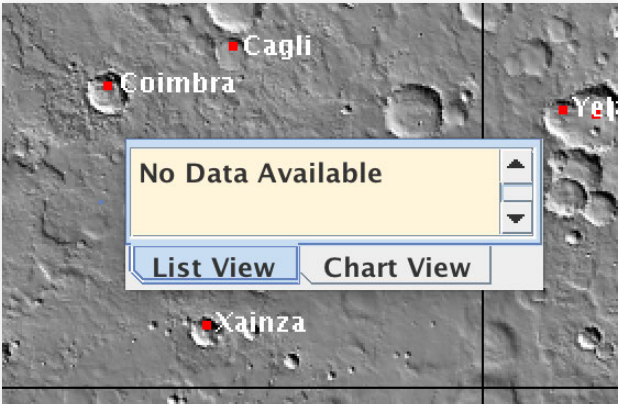 Cagli
Coimbra
No Data Available
List View
Chart View
Xainza